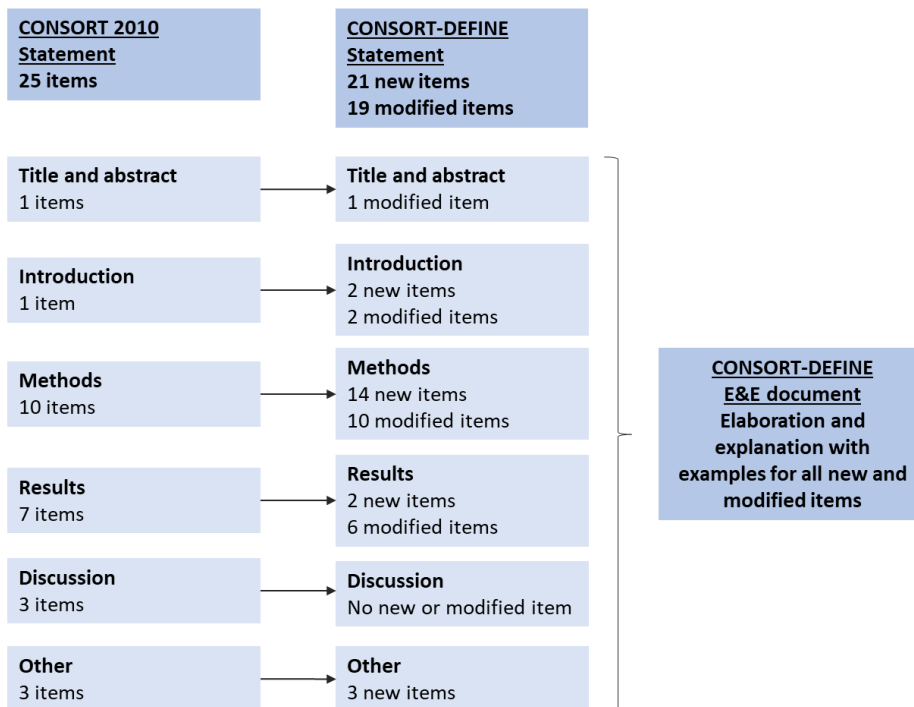 CONSORT 2010
Statement
25 items
CONSORT-DEFINE
Statement
21 new items
19 modified items
Title and abstract
1 items
Title and abstract
1 modified item
Introduction
1 item
Introduction
2 new items
2 modified items
Methods
10 items
Methods
14 new items
10 modified items
Results
7 items
Results
2 new items
6 modified items
Discussion
3 items
Discussion
No new or modified item
Other
3 items
Other
3 new items
CONSORT-DEFINE
E&E document
Elaboration and
explanation with
examples for all new and
modified items